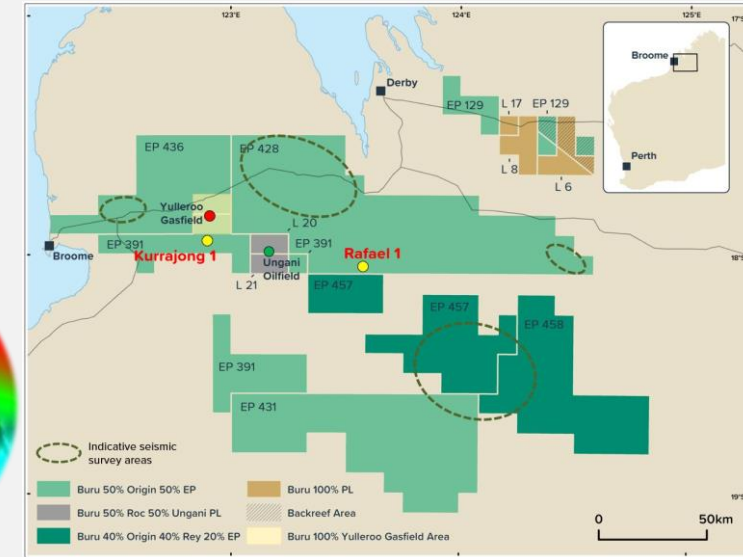 123°E
124°E
125°E
17°S
Broome
Perth
Derby
EP 129
L 17
EP 129
L 8
L 6
EP 436
EP 428
Yulleroo
Gasfield
L 20
EP 391
Kurrajong 1
Ungani
Oilfield
EP 391
Rafael 1
18°S
Broome
L 21
EP 457
EP 457
EP 458
EP 391
EP 431
Indicative seismic
survey areas
Buru 50% Origin 50% EP
Buru 100% PL
Buru 50% Roc 50% Ungani PL
Backreef Area
Buru 40% Origin 40% Rey 20% EP
Buru 100% Yulleroo Gasfield Area
0
50km